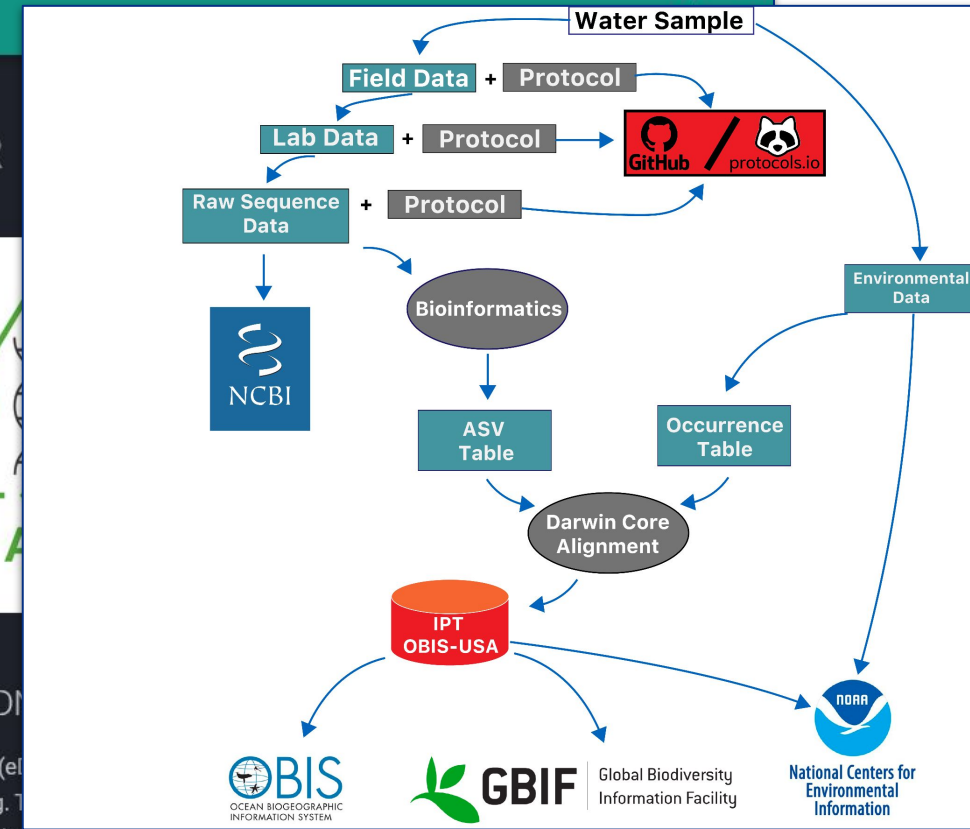 Water Sample
Field Data + Protocol
GitHub / protocols.io
Lab Data + Protocol
Raw Sequence
Data
+ Protocol
Environmental
Data
Bioinformatics
NCBI
ASV
Table
Occurrence
Table
Darwin Core
Alignment
IPT
OBIS-USA
NOAA
OBIS
OCEAN BIOGEOGRAPHIC
INFORMATION SYSTEM
GBIF
Global Biodiversity
Information Facility
National Centers for
Environmental
Information